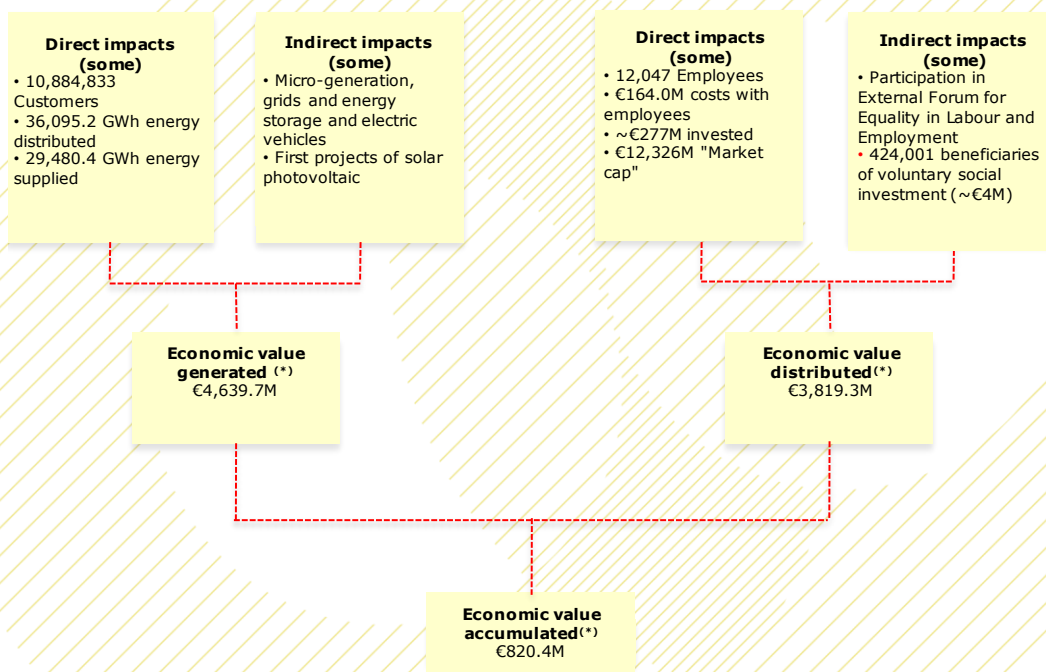 Direct impacts
(some)
• 10,884,833
Customers
• 36,095.2 GWh energy
distributed
• 29,480.4 GWh energy
supplied
Indirect impacts
(some)
• Micro-generation,
grids and energy
storage and electric
vehicles
• First projects of solar
photovoltaic
Direct impacts
(some)
• 12,047 Employees
• €164.0M costs with
employees
• ~€277M invested
• €12,326M "Market
cap"
Indirect impacts
(some)
• Participation in
External Forum for
Equality in Labour and
Employment
• 424,001 beneficiaries
of voluntary social
investment (~€4M)
Economic value
generated (*)
€4,639.7M
Economic value
distributed(*)
€3,819.3M
Economic value
accumulated(*)
€820.4M